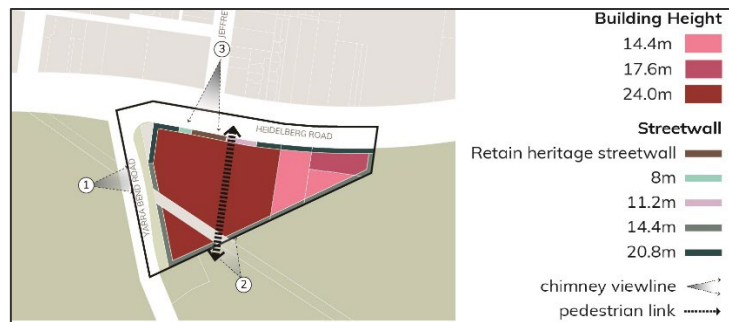 JEFFRE
3
HEIDELBERG ROAD
1
YARRA BEND ROAD
2
Building Height
14.4m
17.6m
24.0m
Streetwall
Retain heritage streetwall
8m
11.2m
14.4m
20.8m
chimney viewline
pedestrian link